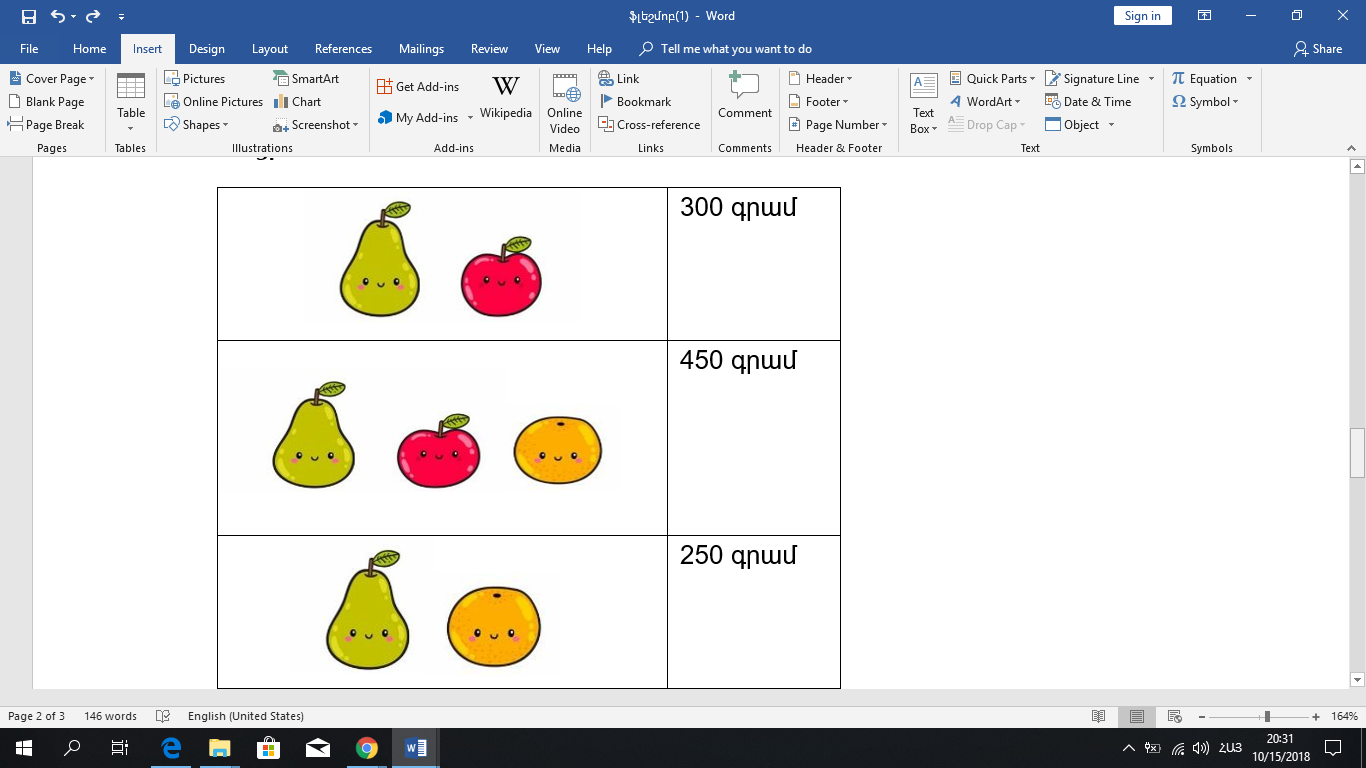 ֆլեշմոբ(1) - Word
Sign in
File Home Insert Design Layout References Mailings Review View Help Tell me what you want to do Share
Cover Page
Blank Page
Page Break
Pages
Table
Tables
Pictures
Online Pictures
Shapes
SmartArt
Chart
Screenshot
Illustrations
Get Add-ins
My Add-ins
W
Wikipedia
Add-ins
Online
Video
Media
Link
Bookmark
Cross-reference
Links
Comment
Comments
Header
Footer
Page Number
Header & Footer
Text
Box
Quick Parts
WordArt
Drop Cap
Signature Line
Date & Time
Object
Text
Equation
Symbol
Symbols
300 գրամ
450 գրամ
250 գրամ
Page 2 of 3 146 words English (United States) 164%
ՀԱՅ
20:31
10/15/2018